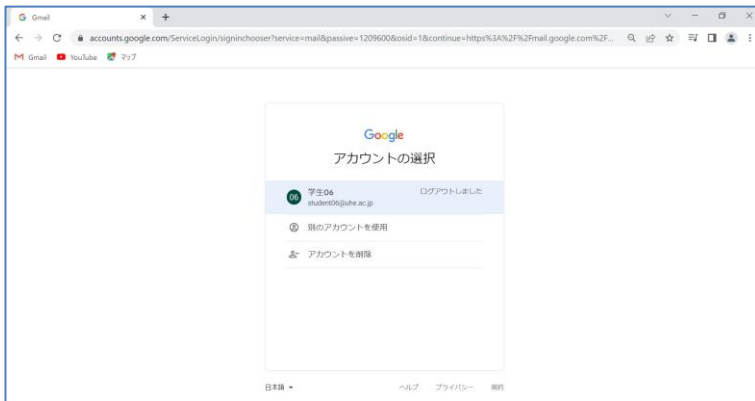 Gmail
accounts.google.com/ServiceLogin/signinchooser?service=mail&passive=1209600&osid=1&continue=https%3A%2F%2Fmail.google.com%2F...
Gmail YouTube マップ
Google
アカウントの選択
06 学生06 ログアウトしました
student06@uhe.ac.jp
別のアカウントを使用
アカウントを削除
日本語 ヘルプ プライバシー 規約